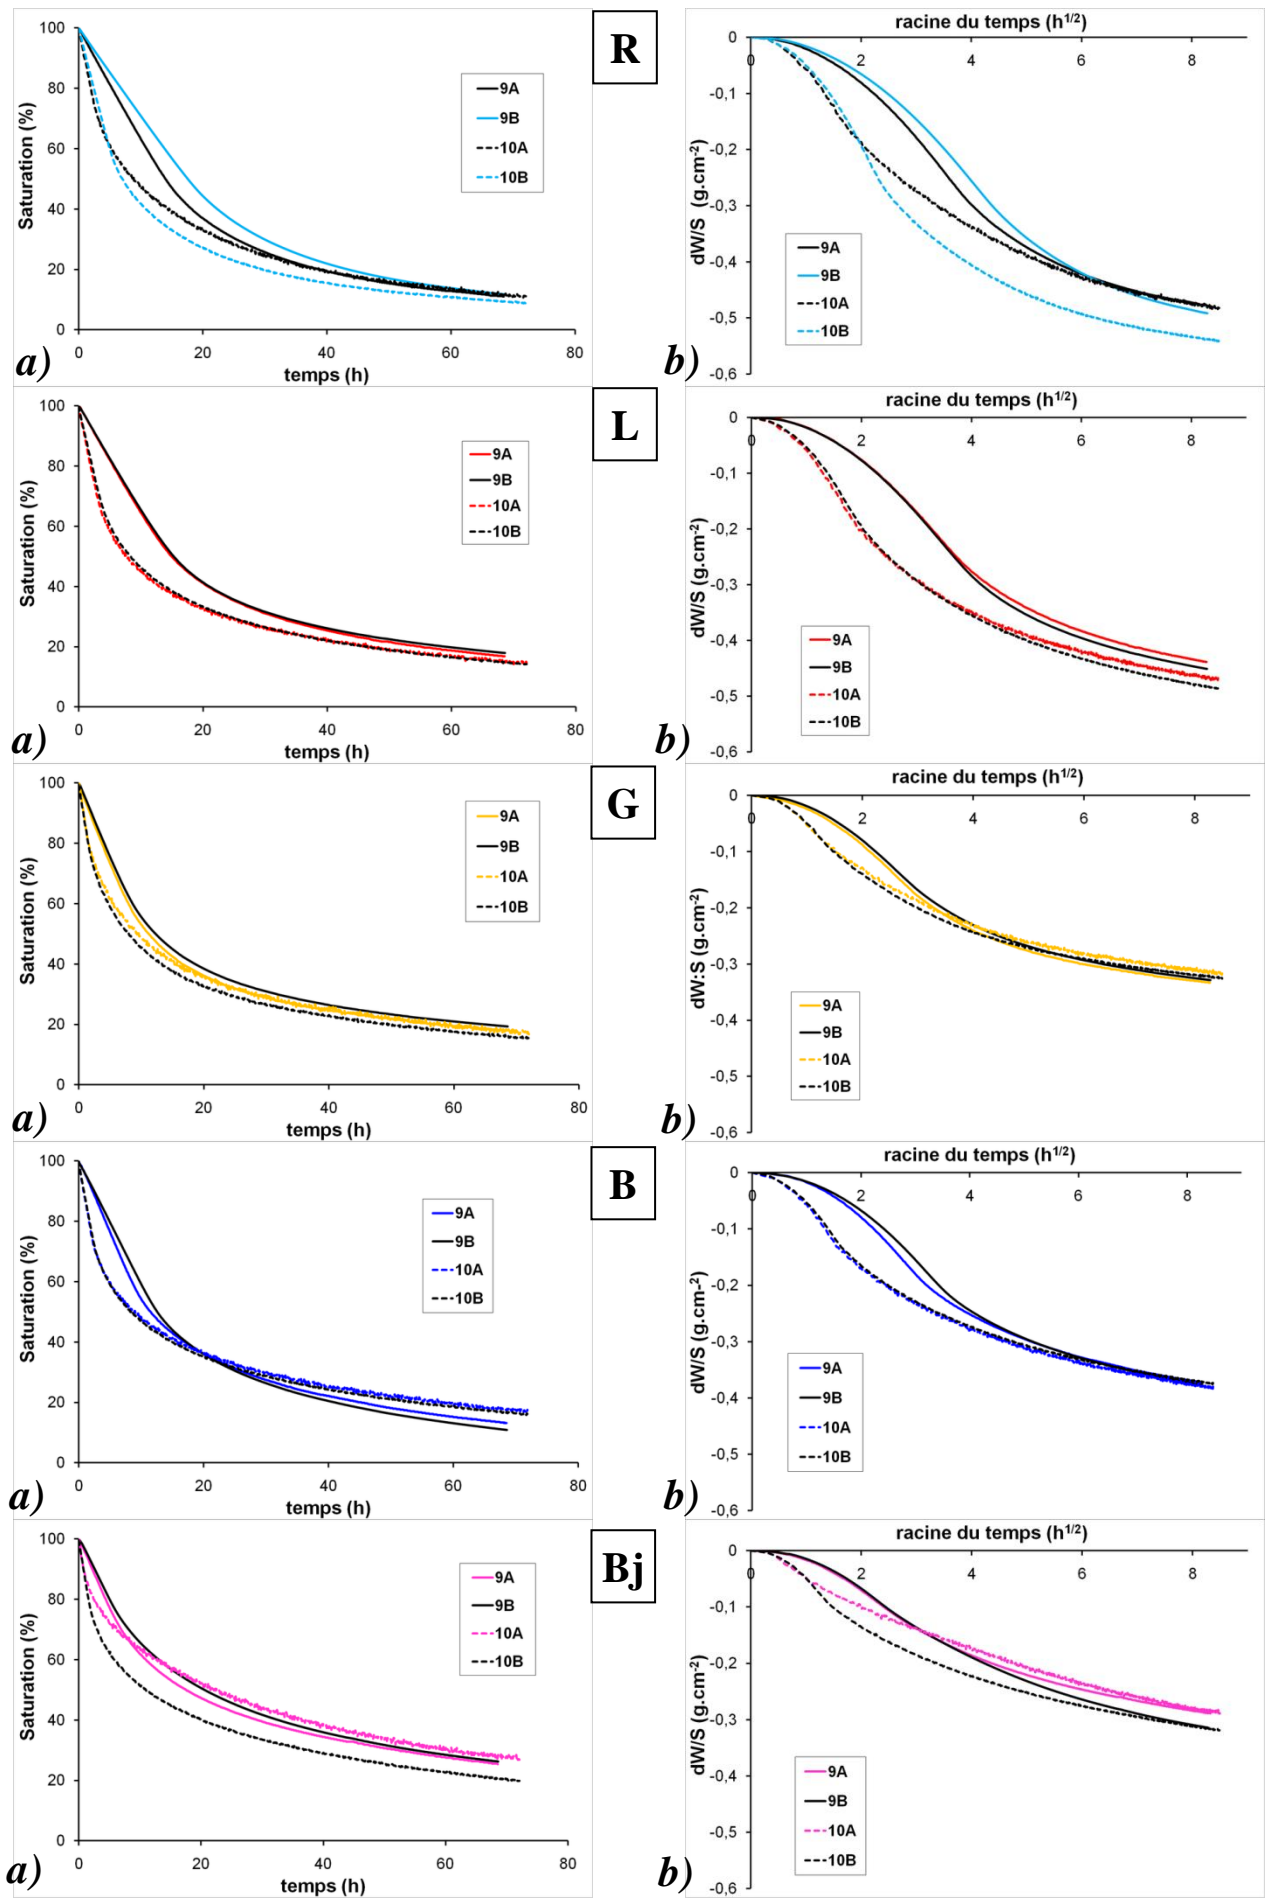 R
100
80
60
40
20
0
Saturation (%)
9A
9B
10A
10B
0 20 40 60 80
temps (h)
a)
racine du temps (h1/2)
0 2 4 6 8
0
-0,1
-0,2
-0,3
-0,4
-0,5
-0,6
dW/S (g.cm-2)
9A
9B
10A
10B
b)
L
100
80
60
40
20
0
Saturation (%)
9A
9B
10A
10B
0 20 40 60 80
temps (h)
a)
racine du temps (h1/2)
0 2 4 6 8
0
-0,1
-0,2
-0,3
-0,4
-0,5
-0,6
dW/S (g.cm-2)
9A
9B
10A
10B
b)
G
100
80
60
40
20
0
Saturation (%)
9A
9B
10A
10B
0 20 40 60 80
temps (h)
a)
racine du temps (h1/2)
0 2 4 6 8
0
-0,1
-0,2
-0,3
-0,4
-0,5
-0,6
dW:S (g.cm-2)
9A
9B
10A
10B
b)
B
100
80
60
40
20
0
Saturation (%)
9A
9B
10A
10B
0 20 40 60 80
temps (h)
a)
racine du temps (h1/2)
0 2 4 6 8
0
-0,1
-0,2
-0,3
-0,4
-0,5
-0,6
dW/S (g.cm-2)
9A
9B
10A
10B
b)
Bj
100
80
60
40
20
0
Saturation (%)
9A
9B
10A
10B
0 20 40 60 80
temps (h)
a)
racine du temps (h1/2)
0 2 4 6 8
0
-0,1
-0,2
-0,3
-0,4
-0,5
-0,6
dW/S (g.cm-2)
9A
9B
10A
10B
b)